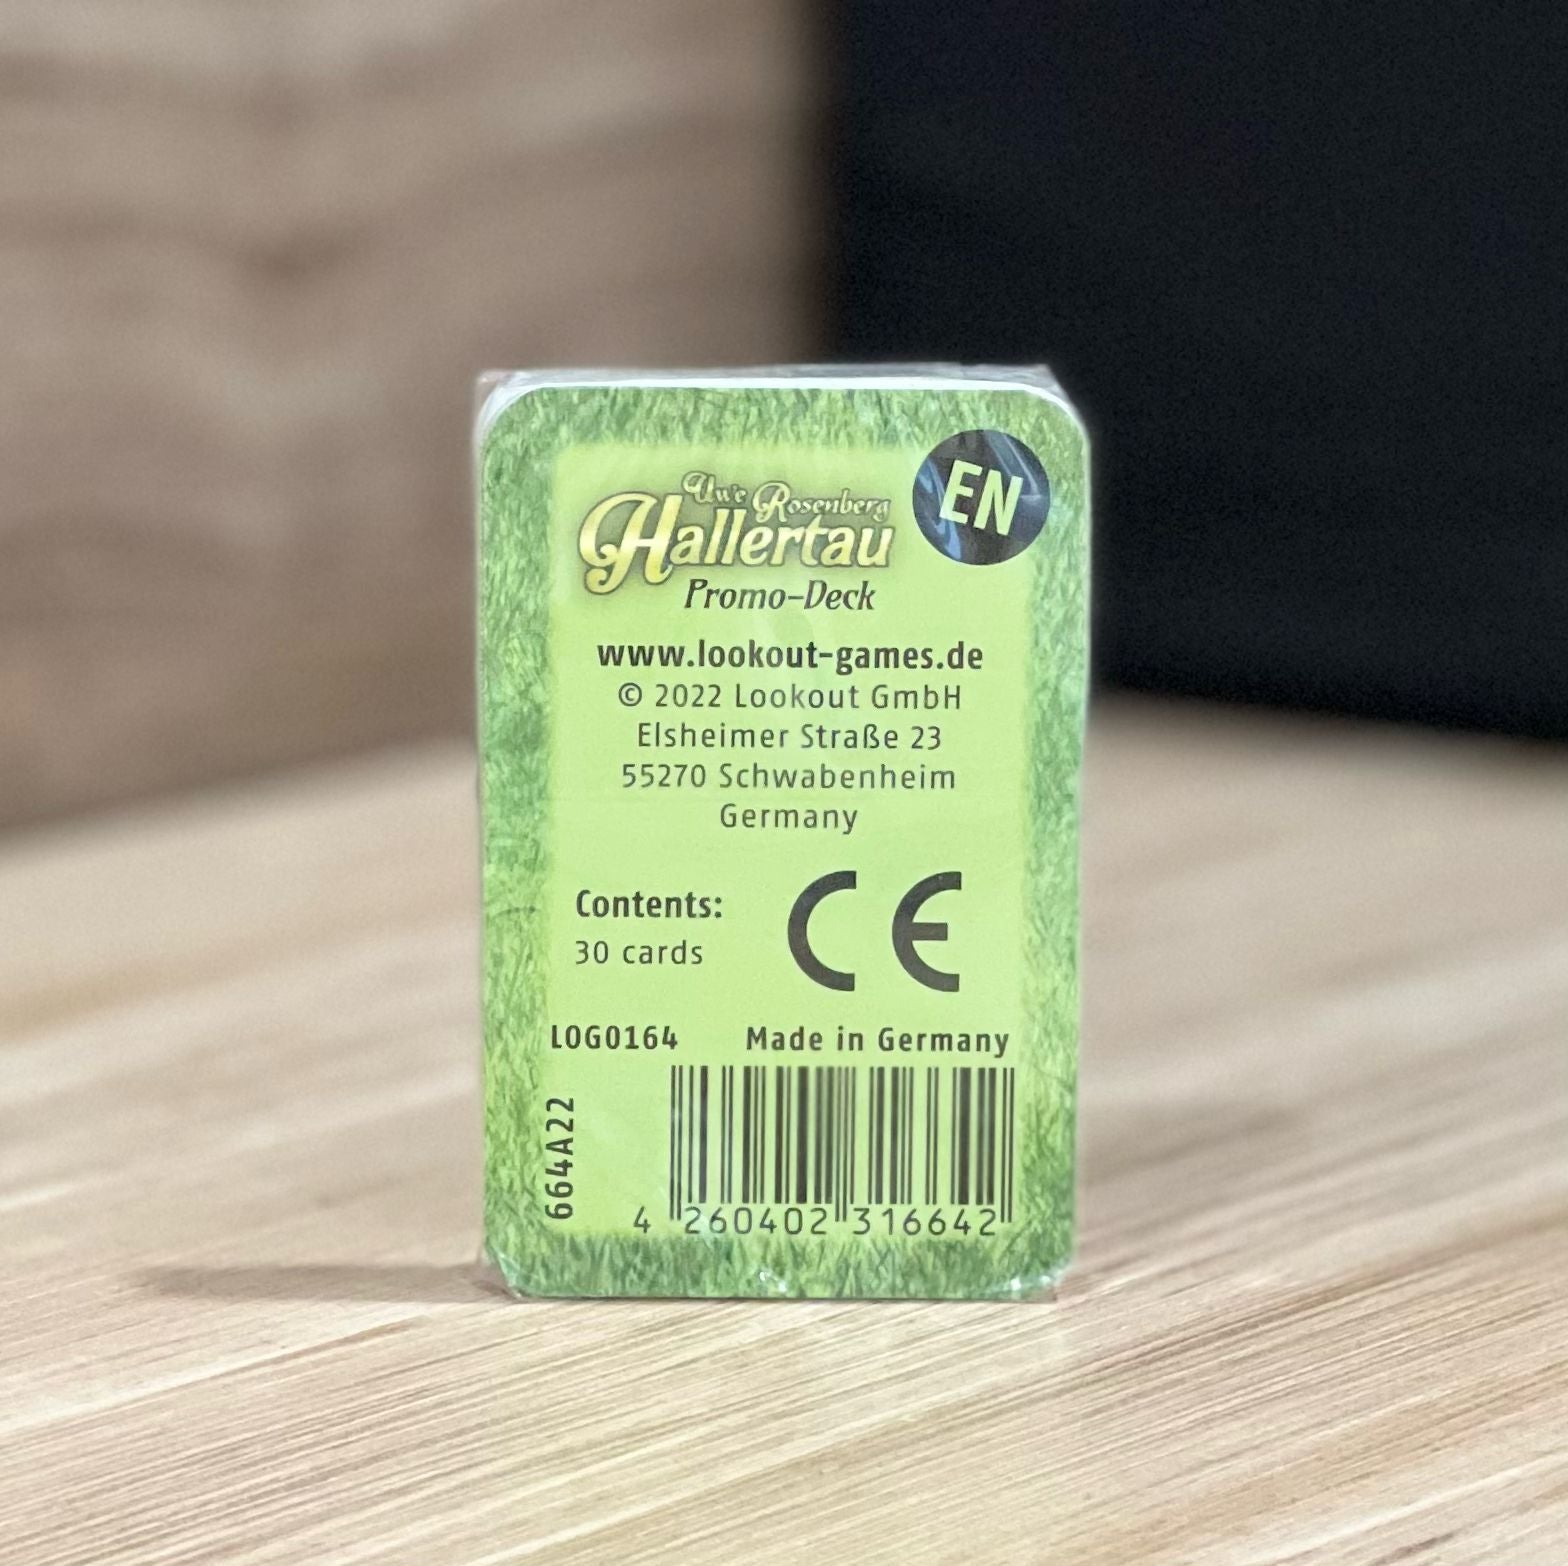 Uwe Rosenberg
Hallertau
EN
Promo-Deck
www.lookout-games.de
© 2022 Lookout GmbH
Elsheimer Straße 23
55270 Schwabenheim
Germany
Contents:
30 cards
LOG0164
Made in Germany
664A22
4 260402 316642